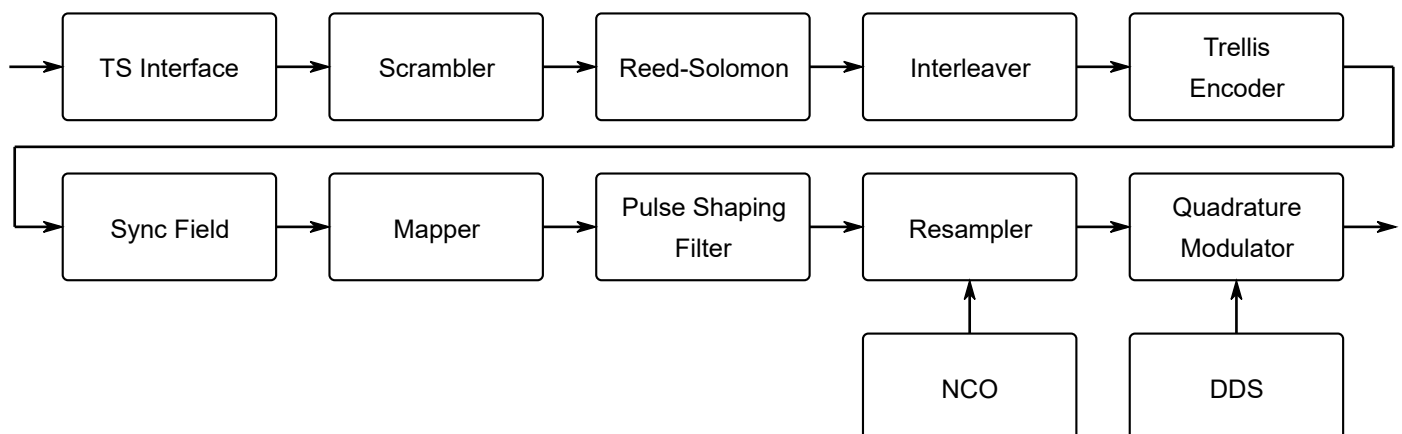 TS Interface
Scrambler
Reed-Solomon
Interleaver
Trellis
Encoder
Sync Field
Mapper
Pulse Shaping
Filter
Resampler
Quadrature
Modulator
NCO
DDS